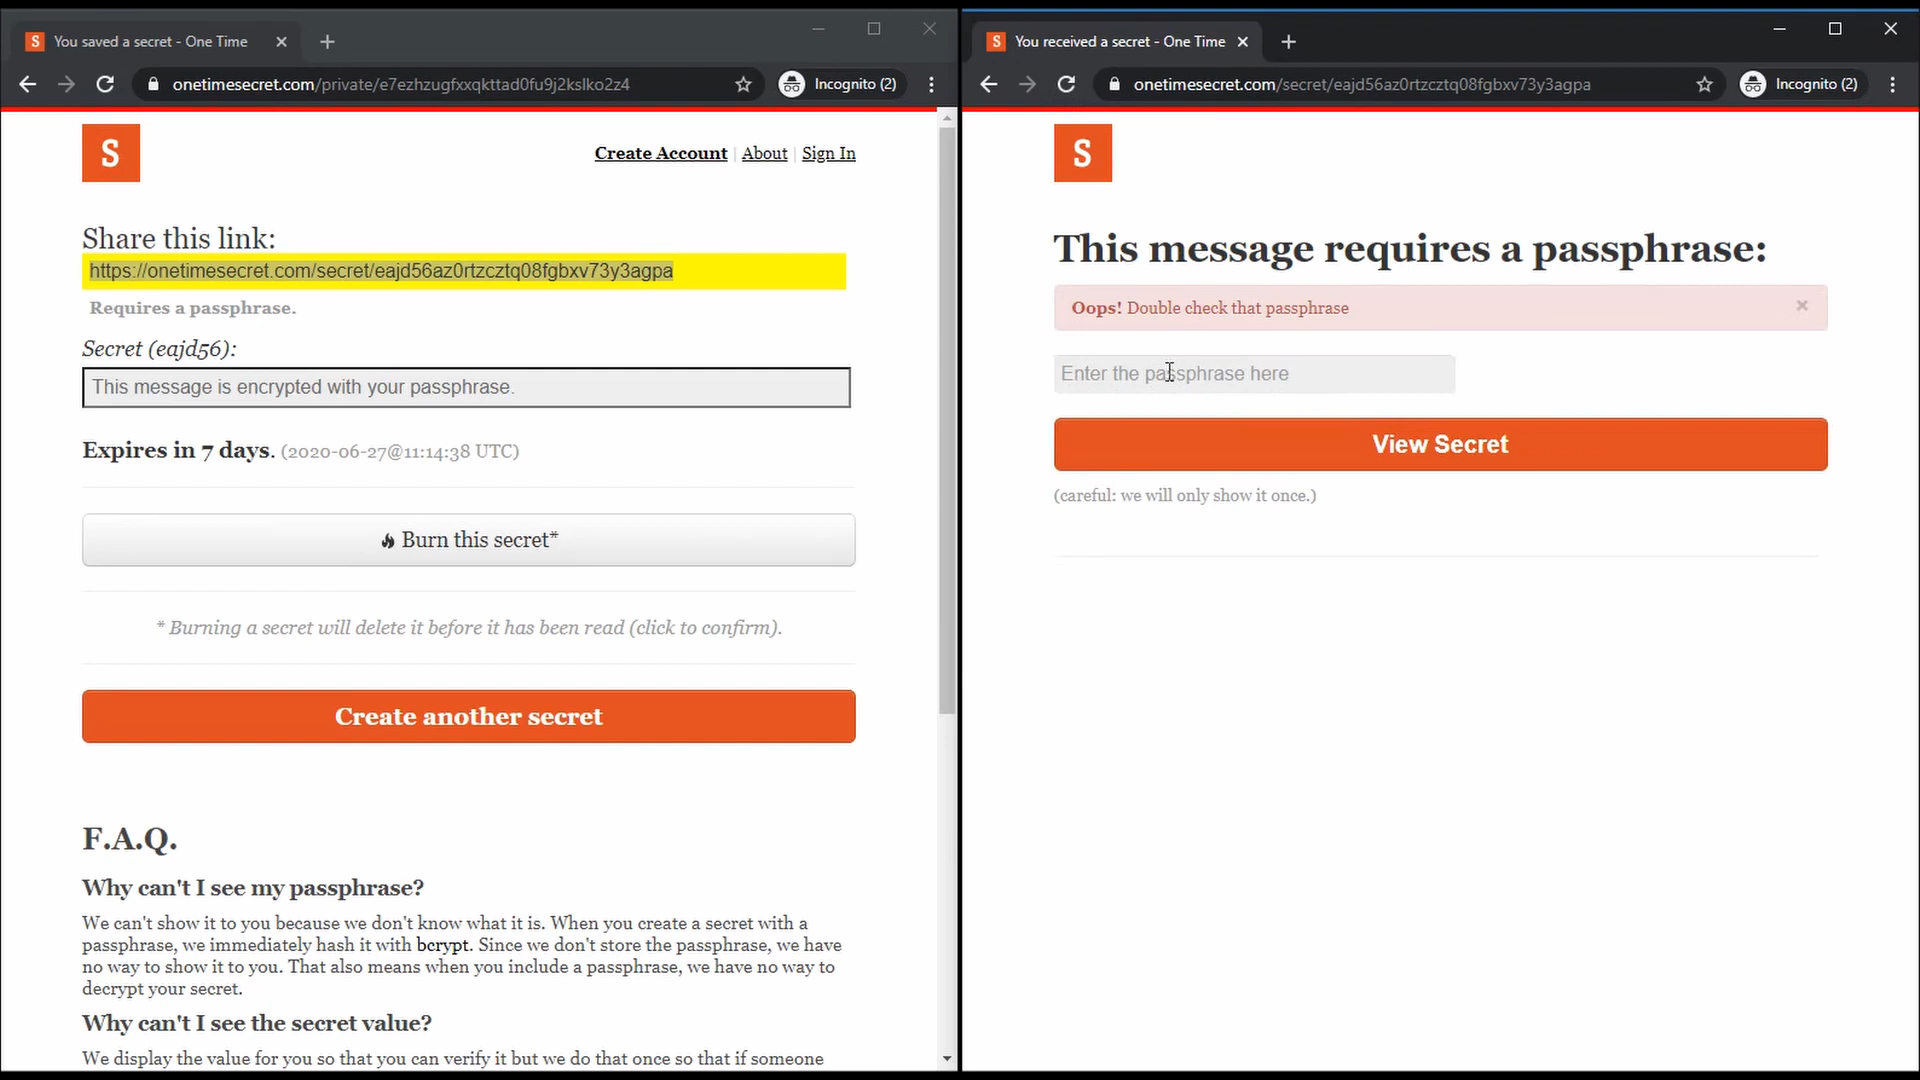 You saved a secret - One Time
onetimesecret.com/private/e7ezhzugfxxqkttad0fu9j2kslko2z4
Incognito (2)
S
Create Account | About | Sign In
Share this link:
https://onetimesecret.com/secret/eajd56az0rtzcztq08fgbxv73y3agpa
Requires a passphrase.
Secret (eajd56):
This message is encrypted with your passphrase.
Expires in 7 days. (2020-06-27@11:14:38 UTC)
Burn this secret*
* Burning a secret will delete it before it has been read (click to confirm).
Create another secret
F.A.Q.
Why can't I see my passphrase?
We can't show it to you because we don't know what it is. When you create a secret with a
passphrase, we immediately hash it with bcrypt. Since we don't store the passphrase, we have
no way to show it to you. That also means when you include a passphrase, we have no way to
decrypt your secret.
Why can't I see the secret value?
We display the value for you so that you can verify it but we do that once so that if someone
You received a secret - One Time
onetimesecret.com/secret/eajd56az0rtzcztq08fgbxv73y3agpa
Incognito (2)
S
This message requires a passphrase:
Oops! Double check that passphrase
Enter the passphrase here
View Secret
(careful: we will only show it once.)